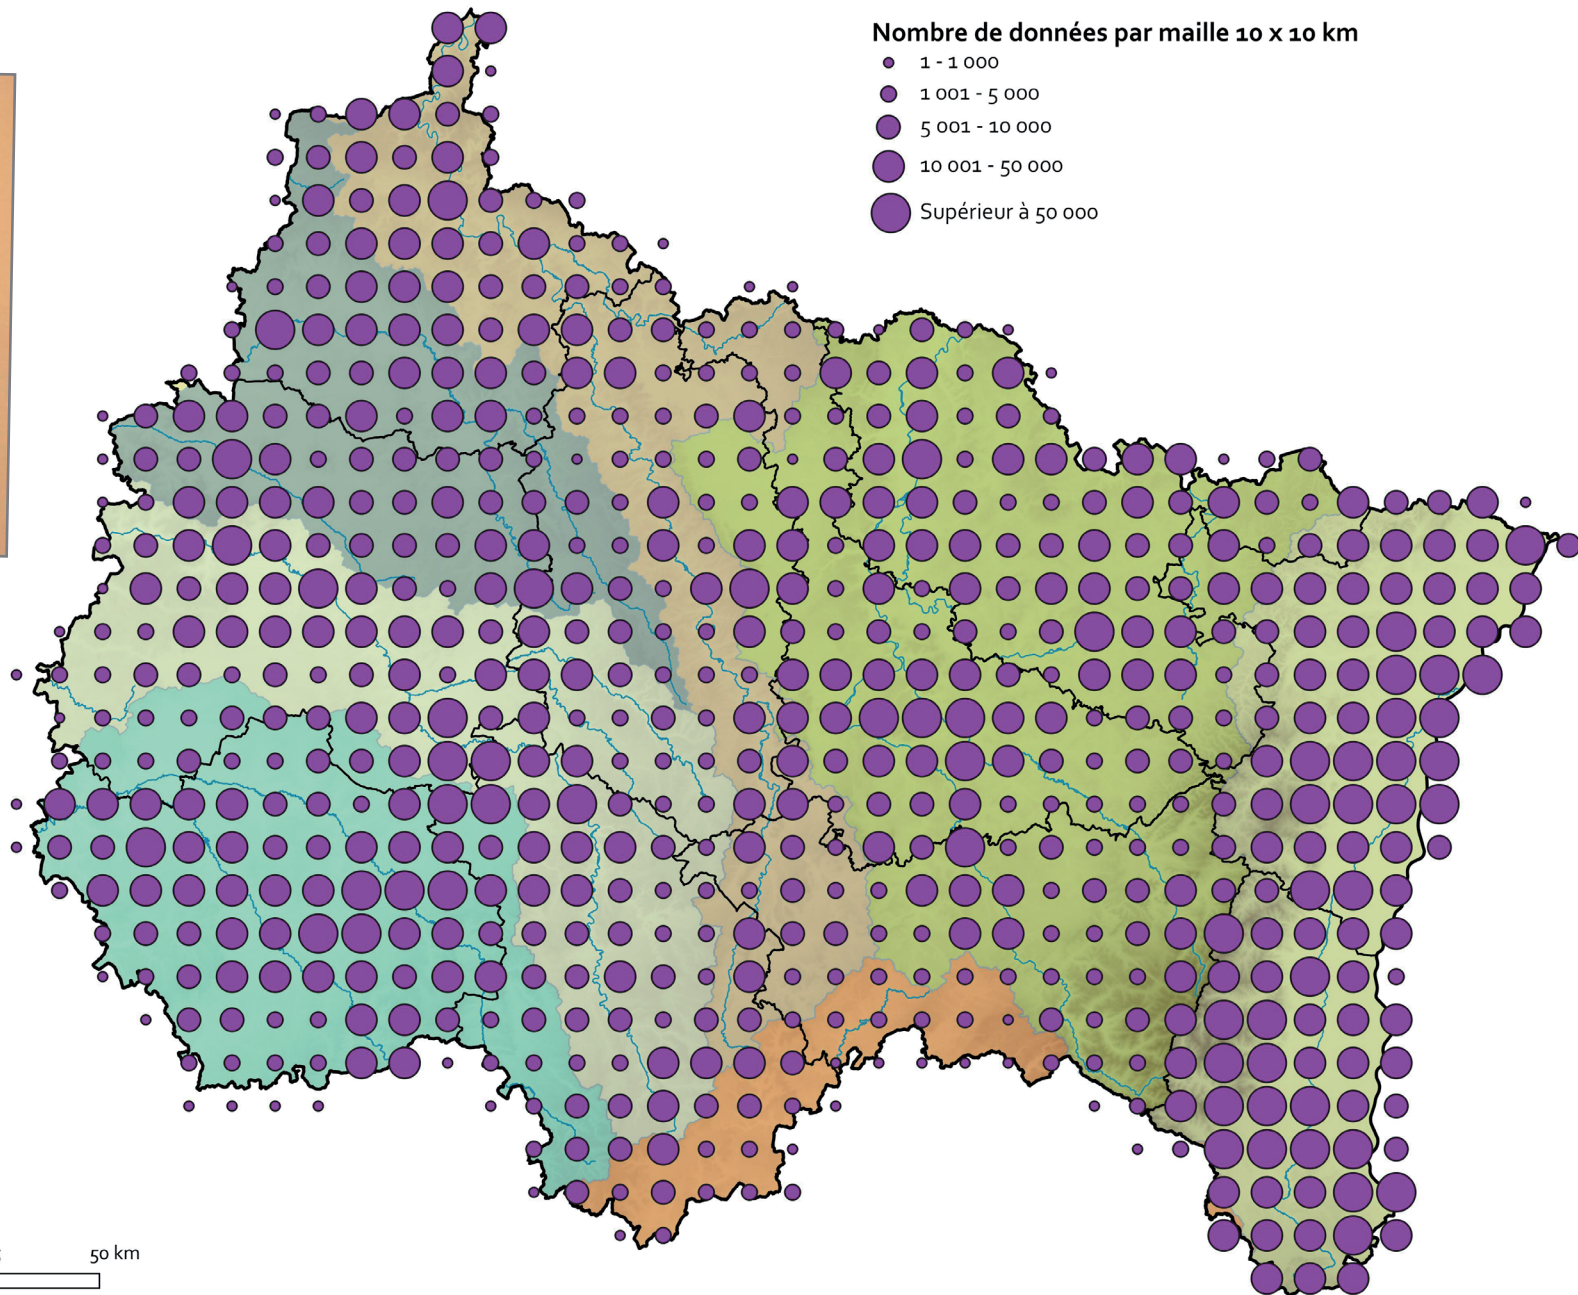 Nombre de données par maille 10 x 10 km
1 - 1 000
1 001 - 5 000
5 001 - 10 000
10 001 - 50 000
Supérieur à 50 000
50 km